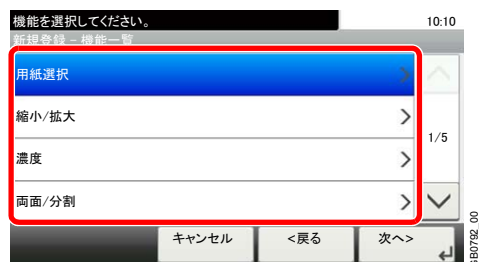 機能を選択してください。
10:10
新規登録 - 機能一覧
用紙選択
縮小/拡大
1/5
濃度
両面/分割
キャンセル
<戻る
次へ>